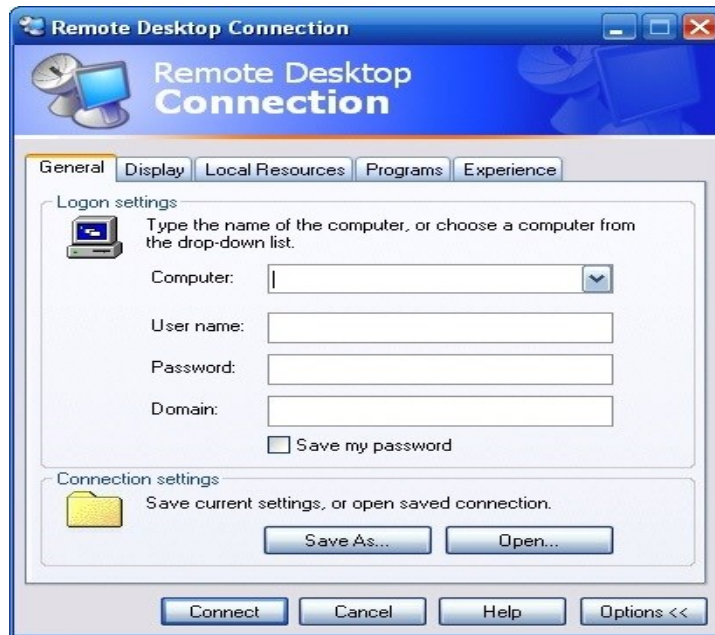 Remote Desktop Connection
Remote Desktop
Connection
General Display Local Resources Programs Experience
Logon settings
Type the name of the computer, or choose a computer from
the drop-down list.
Computer:
User name:
Password:
Domain:
Save my password
Connection settings
Save current settings, or open saved connection.
Save As... Open...
Connect Cancel Help Options <<